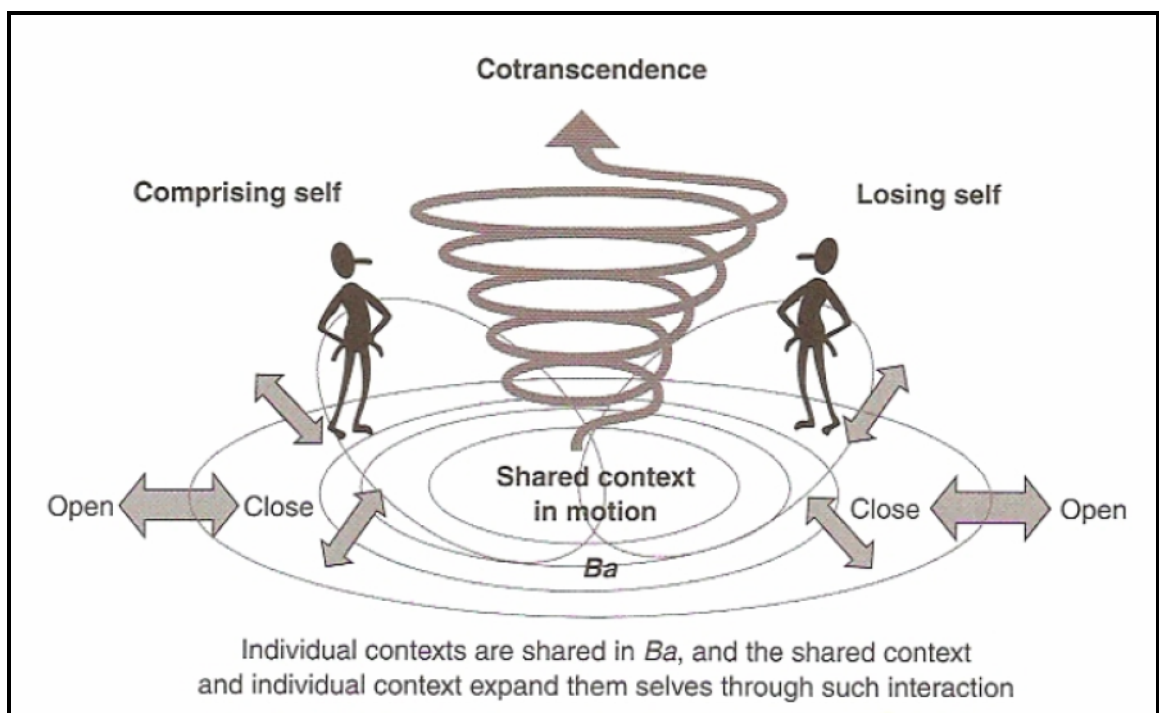 Cotranscendence
Comprising self
Losing self
Shared context
in motion
Open
Close
Close
Open
Ba
Individual contexts are shared in Ba, and the shared context
and individual context expand them selves through such interaction